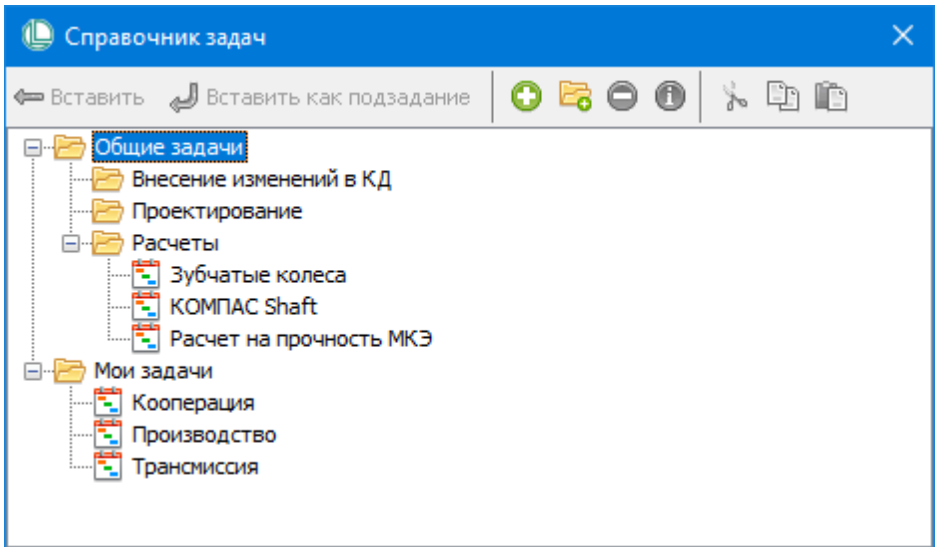 Справочник задач
Вставить Вставить как подзадание
Общие задачи
Внесение изменений в КД
Проектирование
Расчеты
Зубчатые колеса
КОМПАС Shaft
Расчет на прочность МКЭ
Мои задачи
Кооперация
Производство
Трансмиссия